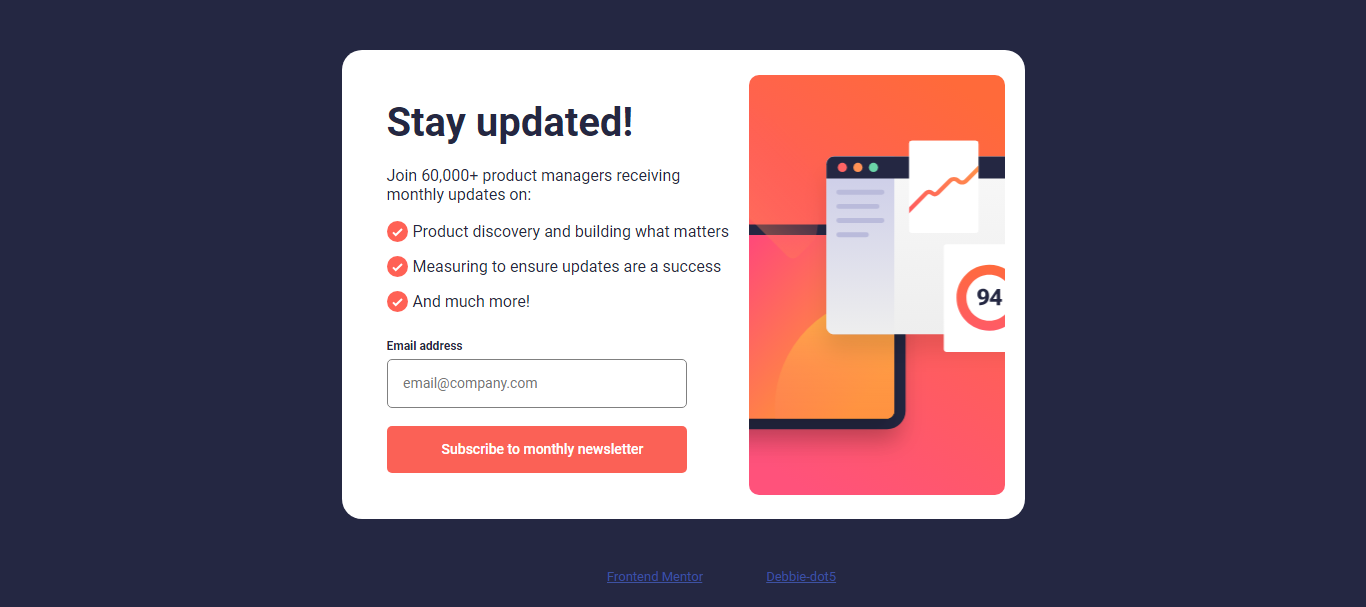 Stay updated!
Join 60,000+ product managers receiving
monthly updates on:
Product discovery and building what matters
Measuring to ensure updates are a success
And much more!
Email address
email@company.com
Subscribe to monthly newsletter
94
Frontend Mentor
Debbie-dot5